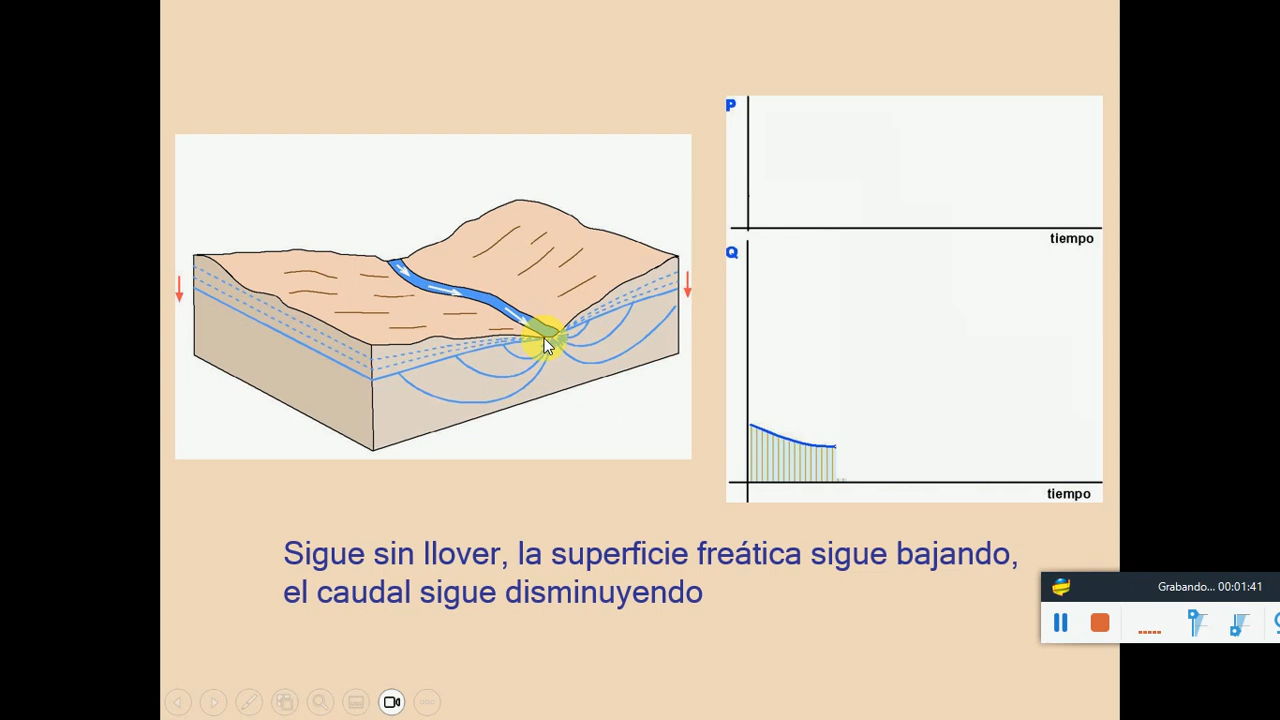 P
tiempo
Q
tiempo
Sigue sin llover, la superficie freática sigue bajando,
el caudal sigue disminuyendo
Grabando... 00:01:41